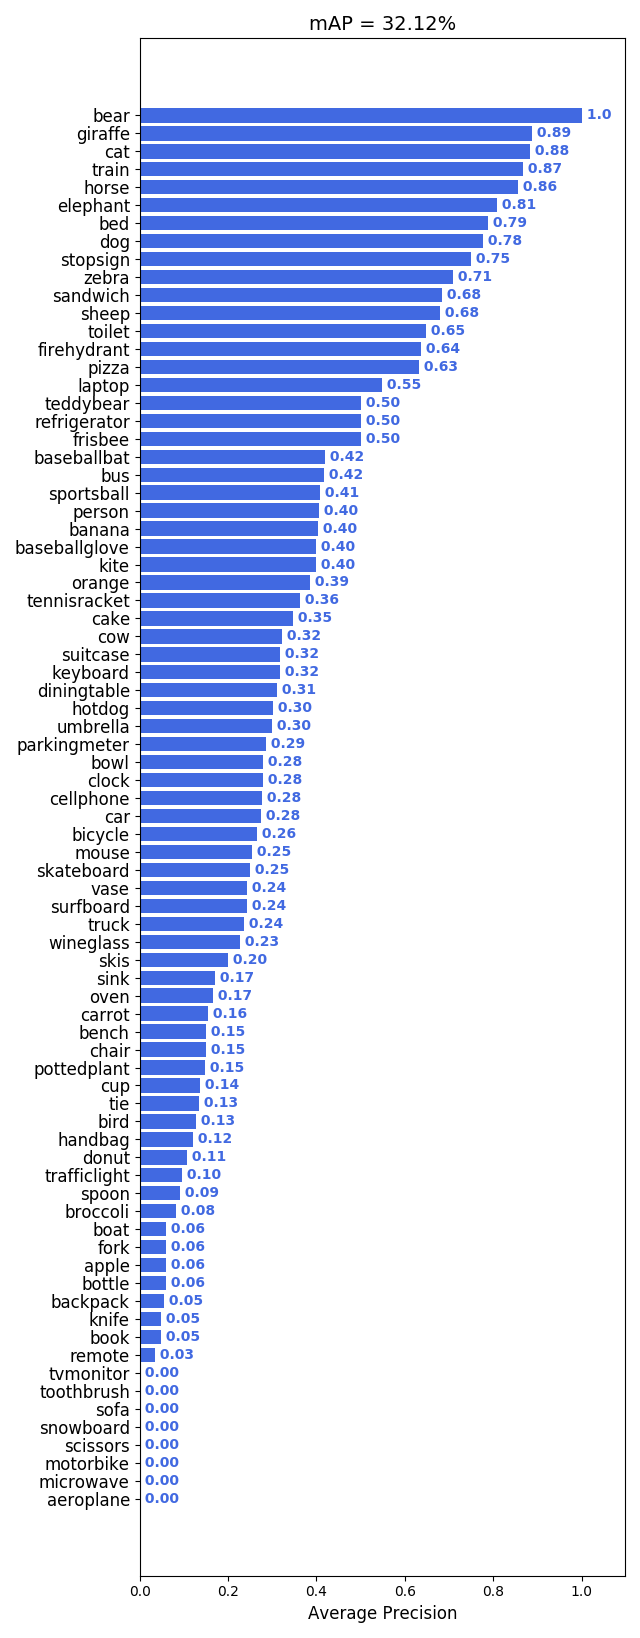 mAP = 32.12%
bear 1.0
giraffe 0.89
cat 0.88
train 0.87
horse 0.86
elephant 0.81
bed 0.79
dog 0.78
stopsign 0.75
zebra 0.71
sandwich 0.68
sheep 0.68
toilet 0.65
firehydrant 0.64
pizza 0.63
laptop 0.55
teddybear 0.50
refrigerator 0.50
frisbee 0.50
baseballbat 0.42
bus 0.42
sportsball 0.41
person 0.40
banana 0.40
baseballglove 0.40
kite 0.40
orange 0.39
tennisracket 0.36
cake 0.35
cow 0.32
suitcase 0.32
keyboard 0.32
diningtable 0.31
hotdog 0.30
umbrella 0.30
parkingmeter 0.29
bowl 0.28
clock 0.28
cellphone 0.28
car 0.28
bicycle 0.26
mouse 0.25
skateboard 0.25
vase 0.24
surfboard 0.24
truck 0.24
wineglass 0.23
skis 0.20
sink 0.17
oven 0.17
carrot 0.16
bench 0.15
chair 0.15
pottedplant 0.15
cup 0.14
tie 0.13
bird 0.13
handbag 0.12
donut 0.11
trafficlight 0.10
spoon 0.09
broccoli 0.08
boat 0.06
fork 0.06
apple 0.06
bottle 0.06
backpack 0.05
knife 0.05
book 0.05
remote 0.03
tvmonitor 0.00
toothbrush 0.00
sofa 0.00
snowboard 0.00
scissors 0.00
motorbike 0.00
microwave 0.00
aeroplane 0.00
0.0 0.2 0.4 0.6 0.8 1.0
Average Precision